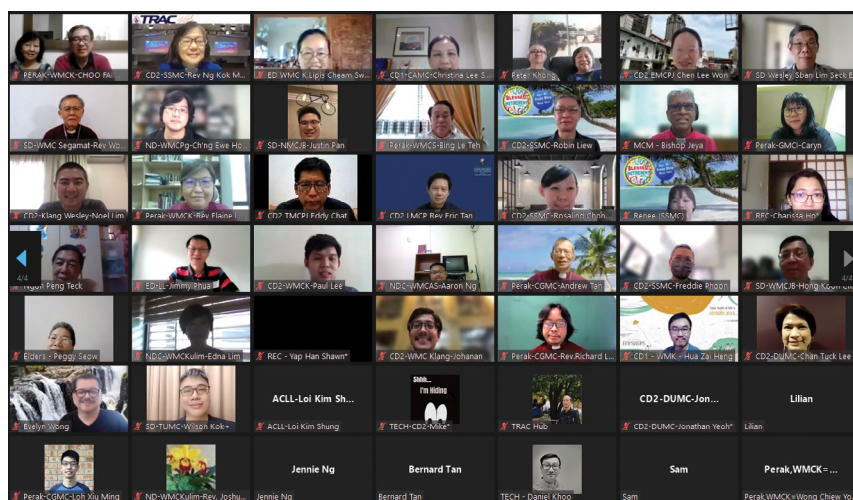 TRAC
PERAK-WMCK-CHOO FA
CD2-SSMC-Rev Ng Kok M...
ED WMC K.Lipis Cheam Sw...
CD1-CAMC-Christina Lee S...
Peter Khong
CD2 EMCPJ Chen Lee Won
SD Wesley Sban Lim Seck E
BLESSED
RETIREMENT
SD-WMC Segamat-Rev Wo...
ND-WMCPg-Ch'ng Ewe Ho...
SD-NMCJB-Justin Pan
Perak-WMCS-Bing Le Teh
CD2-SSMC-Robin Liew
MCM - Bishop Jeya
Perak-GMCI-Caryn
BLESSED
RETIREMENT
CD2-Klang Wesley-Noel Lim
Perak-WMCK-Rev Elaine
CD2 TMCPJ Eddy Chat
CD2 LMCP Rev Eric Tan
CD2-SSMC-Rosaling Choh...
Renee (SSMC)
REC-Charissa Ho*
4/4
Ngun Peng Teck
ED-LL-Jimmy Phua
CD2-WMCK-Paul Lee
NDC-WMCAS-Aaron Ng
Perak-CGMC-Andrew Tan
CD2-SSMC-Freddie Phoon
SD-WMCJB-Hong Koon Ch
4/4
Elders - Peggy Seow
NDC-WMCKulim-Edna Lim
REC - Yap Han Shawn*
CD2-WMC Klang-Johanan
Perak-CGMC-Rev.Richard L...
CD1 - WMK - Hua Zai Heng
CD2-DUMC-Chan Tuck Lee
Evelyn Wong
SD-TUMC-Wilson Kok
ACLL-Loi Kim Sh...
ACLL-Loi Kim Shung
Shhh...
I'm Hiding
TECH-CD2-Mike*
TRAC Hub
CD2-DUMC-Jon...
CD2-DUMC-Jonathan Yeoh*
Lilian
Lilian
Perak-CGMC-Loh Xiu Ming
ND-WMCKulim-Rev. Joshu...
Jennie Ng
Jennie Ng
Bernard Tan
Bernard Tan
TECH - Daniel Khoo
Sam
Sam
Perak,WMCK=...
Perak,WMCK=Wong Chiew Yo...